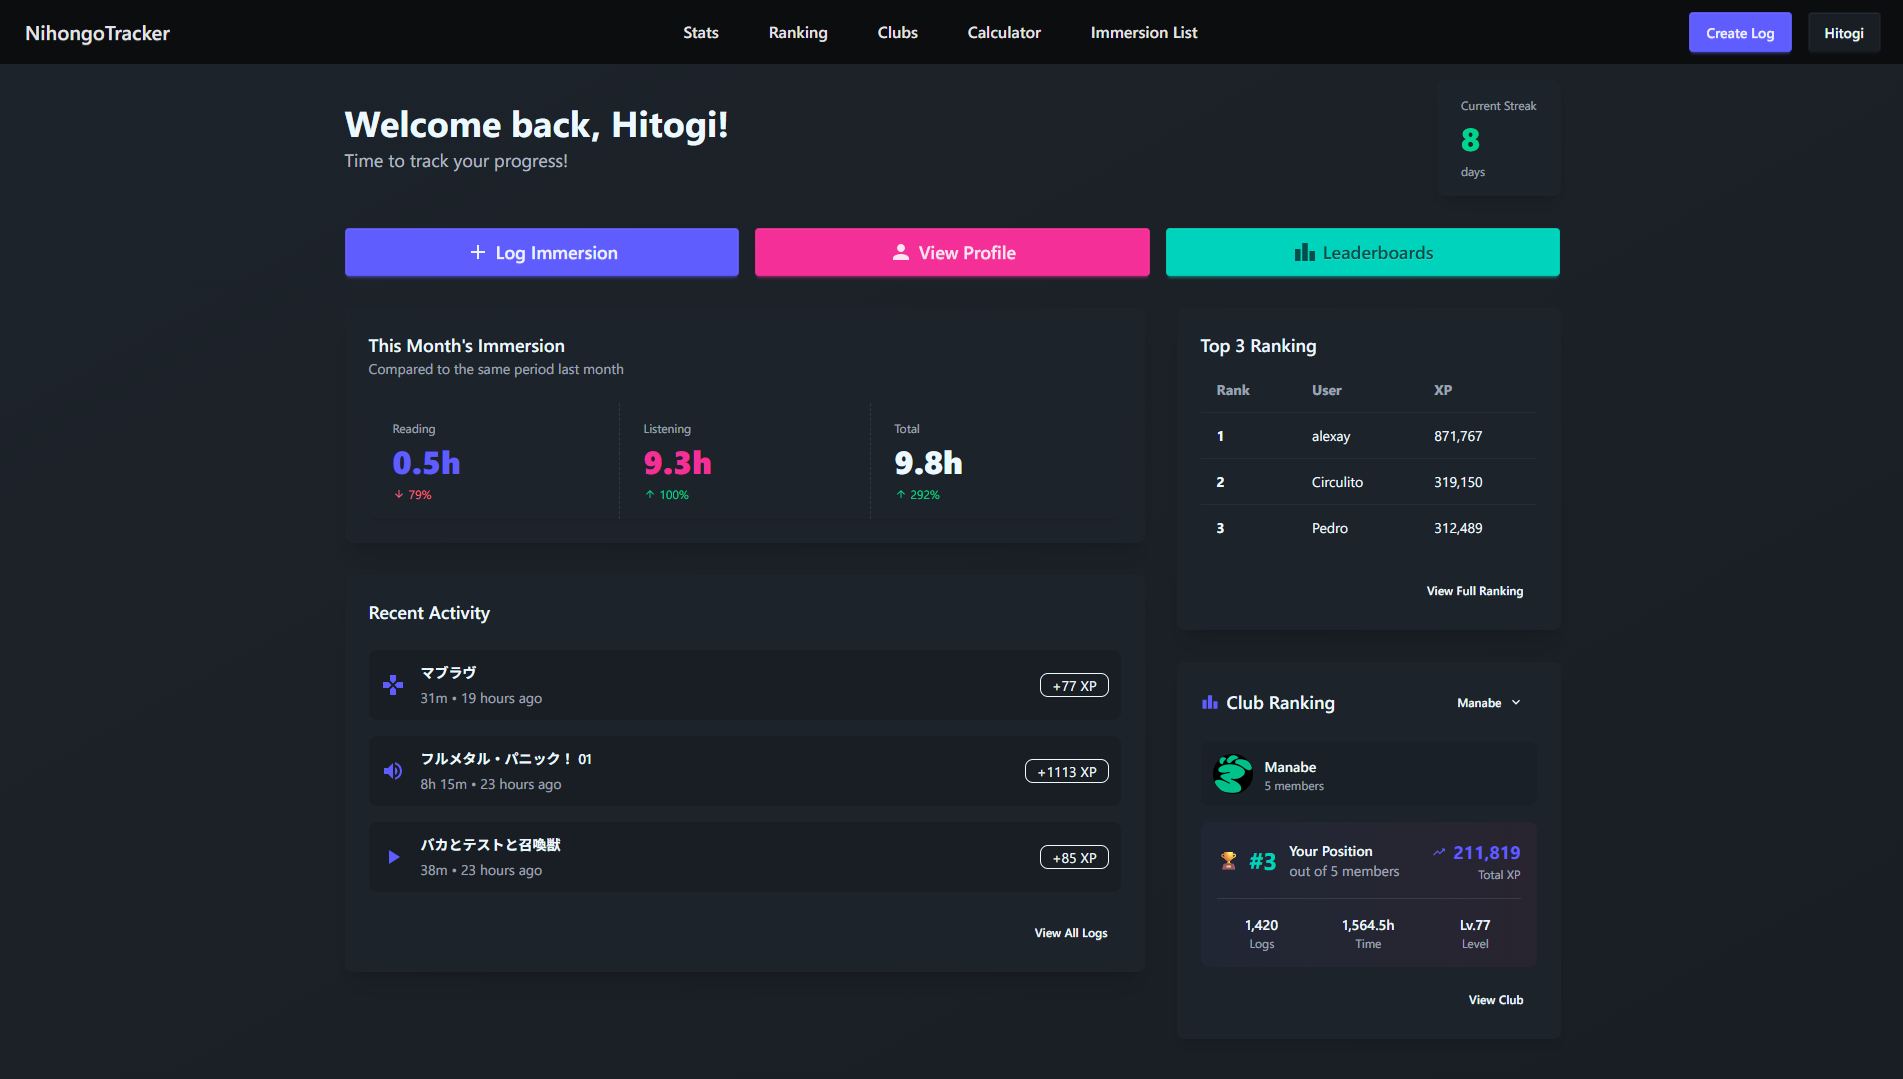 NihongoTracker
Stats
Ranking
Clubs
Calculator
Immersion List
Create Log
Hitogi
Welcome back, Hitogi!
Time to track your progress!
Current Streak
8
days
Log Immersion
View Profile
Leaderboards
This Month's Immersion
Compared to the same period last month
Reading
0.5h
↓ 79%
Listening
9.3h
↑ 100%
Total
9.8h
↑ 292%
Recent Activity
マブラヴ
31m • 19 hours ago
+77 XP
フルメタル・パニック！ 01
8h 15m • 23 hours ago
+1113 XP
バカとテストと召喚獣
38m • 23 hours ago
+85 XP
View All Logs
Top 3 Ranking
Rank User XP
1 alexay 871,767
2 Circulito 319,150
3 Pedro 312,489
View Full Ranking
Club Ranking
Manabe
Manabe
5 members
#3
Your Position
out of 5 members
211,819
Total XP
1,420
Logs
1,564.5h
Time
Lv.77
Level
View Club